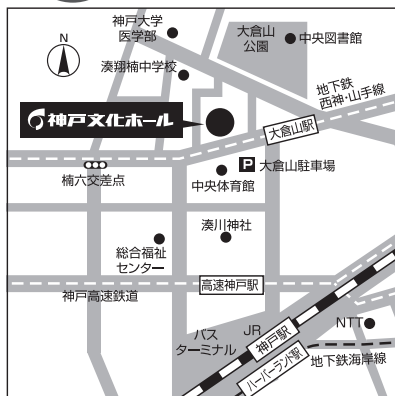 神戸大学
医学部
大倉山
公園
中央図書館
N
湊翔楠中学校
地下鉄
西神・山手線
神戸文化ホール
大倉山駅
P 大倉山駐車場
楠六交差点
中央体育館
湊川神社
総合福祉
センター
高速神戸駅
神戸高速鉄道
バス
ターミナル
JR
神戸駅
NTT
ハーバーランド駅
地下鉄海岸線